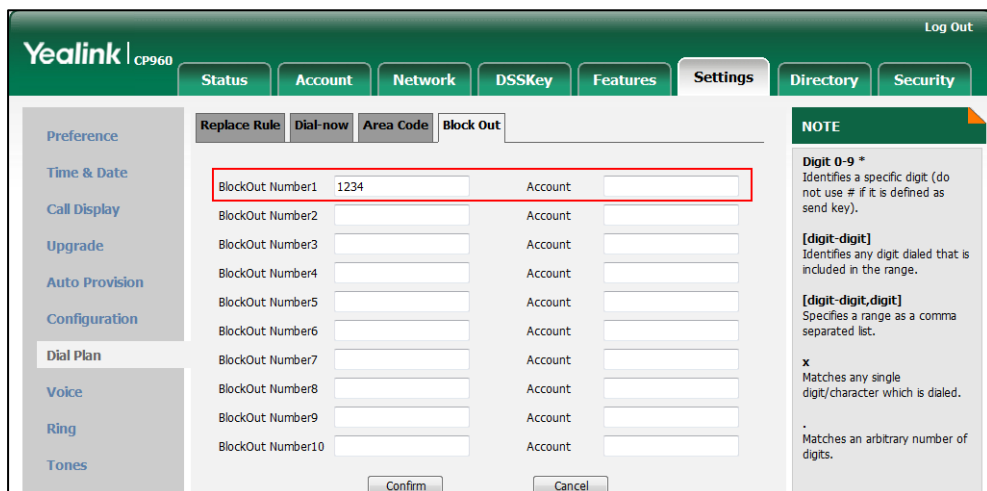 Log Out
Yealink CP960
Status Account Network DSSKey Features Settings Directory Security
Preference
Time & Date
Call Display
Upgrade
Auto Provision
Configuration
Dial Plan
Voice
Ring
Tones
Replace Rule Dial-now Area Code Block Out
BlockOut Number1 1234 Account
BlockOut Number2 Account
BlockOut Number3 Account
BlockOut Number4 Account
BlockOut Number5 Account
BlockOut Number6 Account
BlockOut Number7 Account
BlockOut Number8 Account
BlockOut Number9 Account
BlockOut Number10 Account
Confirm Cancel
NOTE
Digit 0-9 *
Identifies a specific digit (do
not use # if it is defined as
send key).
[digit-digit]
Identifies any digit dialed that is
included in the range.
[digit-digit,digit]
Specifies a range as a comma
separated list.
x
Matches any single
digit/character which is dialed.
.
Matches an arbitrary number of
digits.